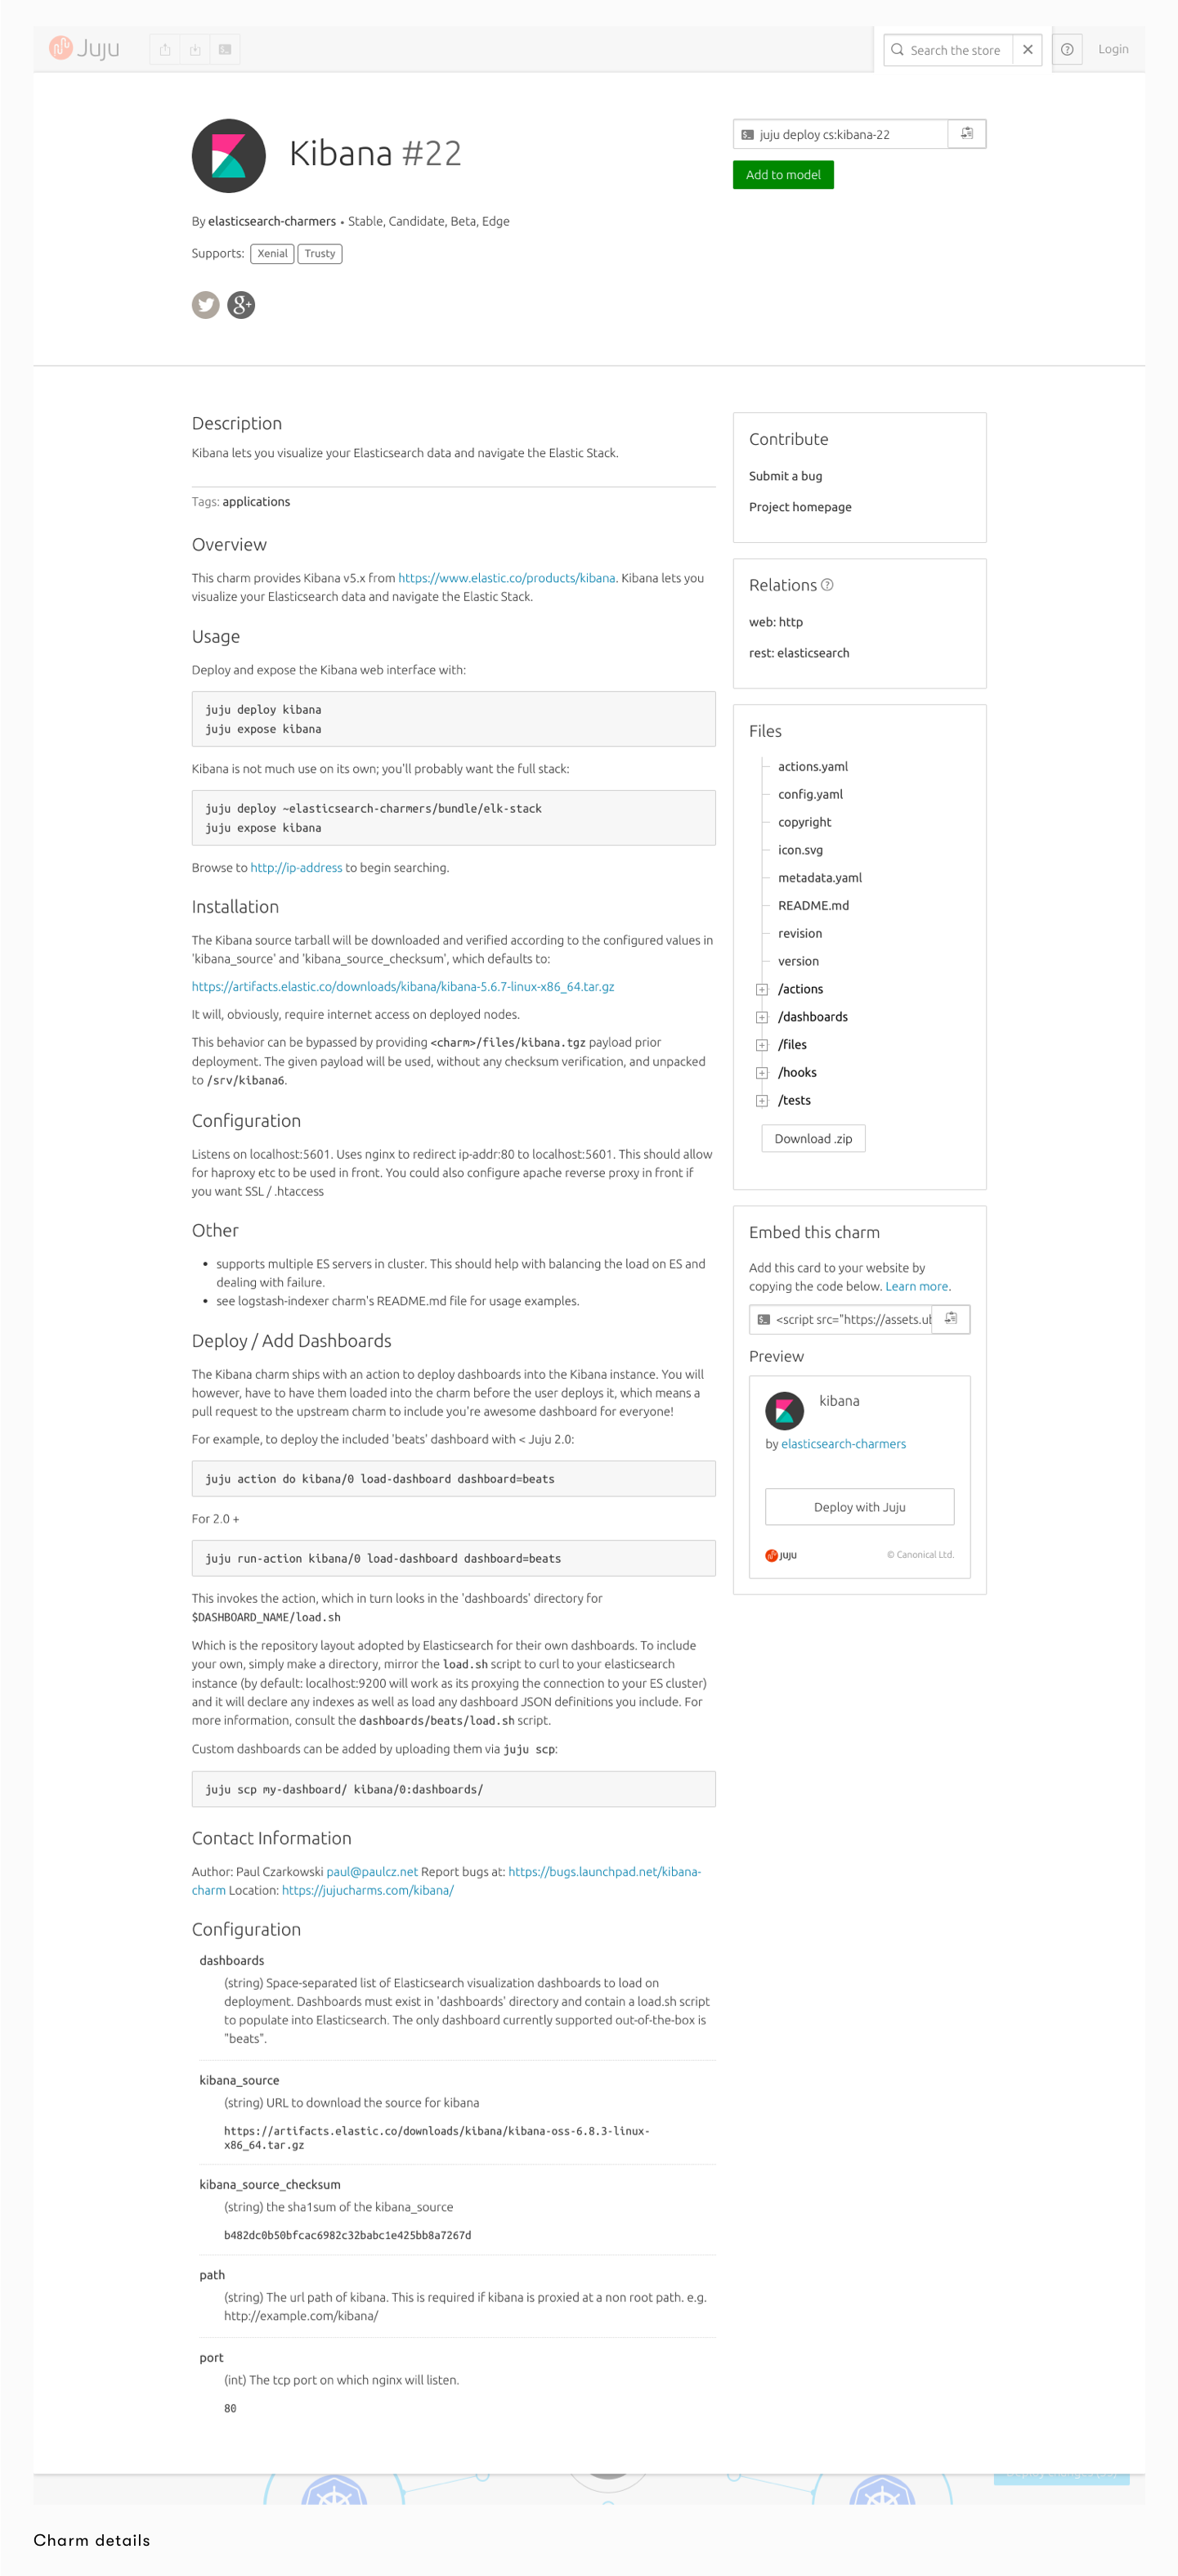 Juju
Search the store
Login
Kibana #22
juju deploy cs:kibana-22
Add to model
By elasticsearch-charmers • Stable, Candidate, Beta, Edge
Supports: Xenial Trusty
Description
Kibana lets you visualize your Elasticsearch data and navigate the Elastic Stack.
Tags: applications
Overview
This charm provides Kibana v5.x from https://www.elastic.co/products/kibana. Kibana lets you
visualize your Elasticsearch data and navigate the Elastic Stack.
Usage
Deploy and expose the Kibana web interface with:
juju deploy kibana
juju expose kibana
Kibana is not much use on its own; you'll probably want the full stack:
juju deploy ~elasticsearch-charmers/bundle/elk-stack
juju expose kibana
Browse to http://ip-address to begin searching.
Installation
The Kibana source tarball will be downloaded and verified according to the configured values in
'kibana_source' and 'kibana_source_checksum', which defaults to:
https://artifacts.elastic.co/downloads/kibana/kibana-5.6.7-linux-x86_64.tar.gz
It will, obviously, require internet access on deployed nodes.
This behavior can be bypassed by providing <charm>/files/kibana.tgz payload prior
deployment. The given payload will be used, without any checksum verification, and unpacked
to /srv/kibana6.
Configuration
Listens on localhost:5601. Uses nginx to redirect ip-addr:80 to localhost:5601. This should allow
for haproxy etc to be used in front. You could also configure apache reverse proxy in front if
you want SSL / .htaccess
Other
• supports multiple ES servers in cluster. This should help with balancing the load on ES and
dealing with failure.
• see logstash-indexer charm's README.md file for usage examples.
Deploy / Add Dashboards
The Kibana charm ships with an action to deploy dashboards into the Kibana instance. You will
however, have to have them loaded into the charm before the user deploys it, which means a
pull request to the upstream charm to include you're awesome dashboard for everyone!
For example, to deploy the included 'beats' dashboard with < Juju 2.0:
juju action do kibana/0 load-dashboard dashboard=beats
For 2.0 +
juju run-action kibana/0 load-dashboard dashboard=beats
This invokes the action, which in turn looks in the 'dashboards' directory for
$DASHBOARD_NAME/load.sh
Which is the repository layout adopted by Elasticsearch for their own dashboards. To include
your own, simply make a directory, mirror the load.sh script to curl to your elasticsearch
instance (by default: localhost:9200 will work as its proxying the connection to your ES cluster)
and it will declare any indexes as well as load any dashboard JSON definitions you include. For
more information, consult the dashboards/beats/load.sh script.
Custom dashboards can be added by uploading them via juju scp:
juju scp my-dashboard/ kibana/0:dashboards/
Contact Information
Author: Paul Czarkowski paul@paulcz.net Report bugs at: https://bugs.launchpad.net/kibana-
charm Location: https://jujucharms.com/kibana/
Configuration
dashboards
(string) Space-separated list of Elasticsearch visualization dashboards to load on
deployment. Dashboards must exist in 'dashboards' directory and contain a load.sh script
to populate into Elasticsearch. The only dashboard currently supported out-of-the-box is
"beats".
kibana_source
(string) URL to download the source for kibana
https://artifacts.elastic.co/downloads/kibana/kibana-oss-6.8.3-linux-
x86_64.tar.gz
kibana_source_checksum
(string) the sha1sum of the kibana_source
b482dc0b50bfcac6982c32babc1e425bb8a7267d
path
(string) The url path of kibana. This is required if kibana is proxied at a non root path. e.g.
http://example.com/kibana/
port
(int) The tcp port on which nginx will listen.
80
Contribute
Submit a bug
Project homepage
Relations
web: http
rest: elasticsearch
Files
actions.yaml
config.yaml
copyright
icon.svg
metadata.yaml
README.md
revision
version
/actions
/dashboards
/files
/hooks
/tests
Download .zip
Embed this charm
Add this card to your website by
copying the code below. Learn more.
<script src="https://assets.ub
Preview
kibana
by elasticsearch-charmers
Deploy with Juju
juju
© Canonical Ltd.
Charm details